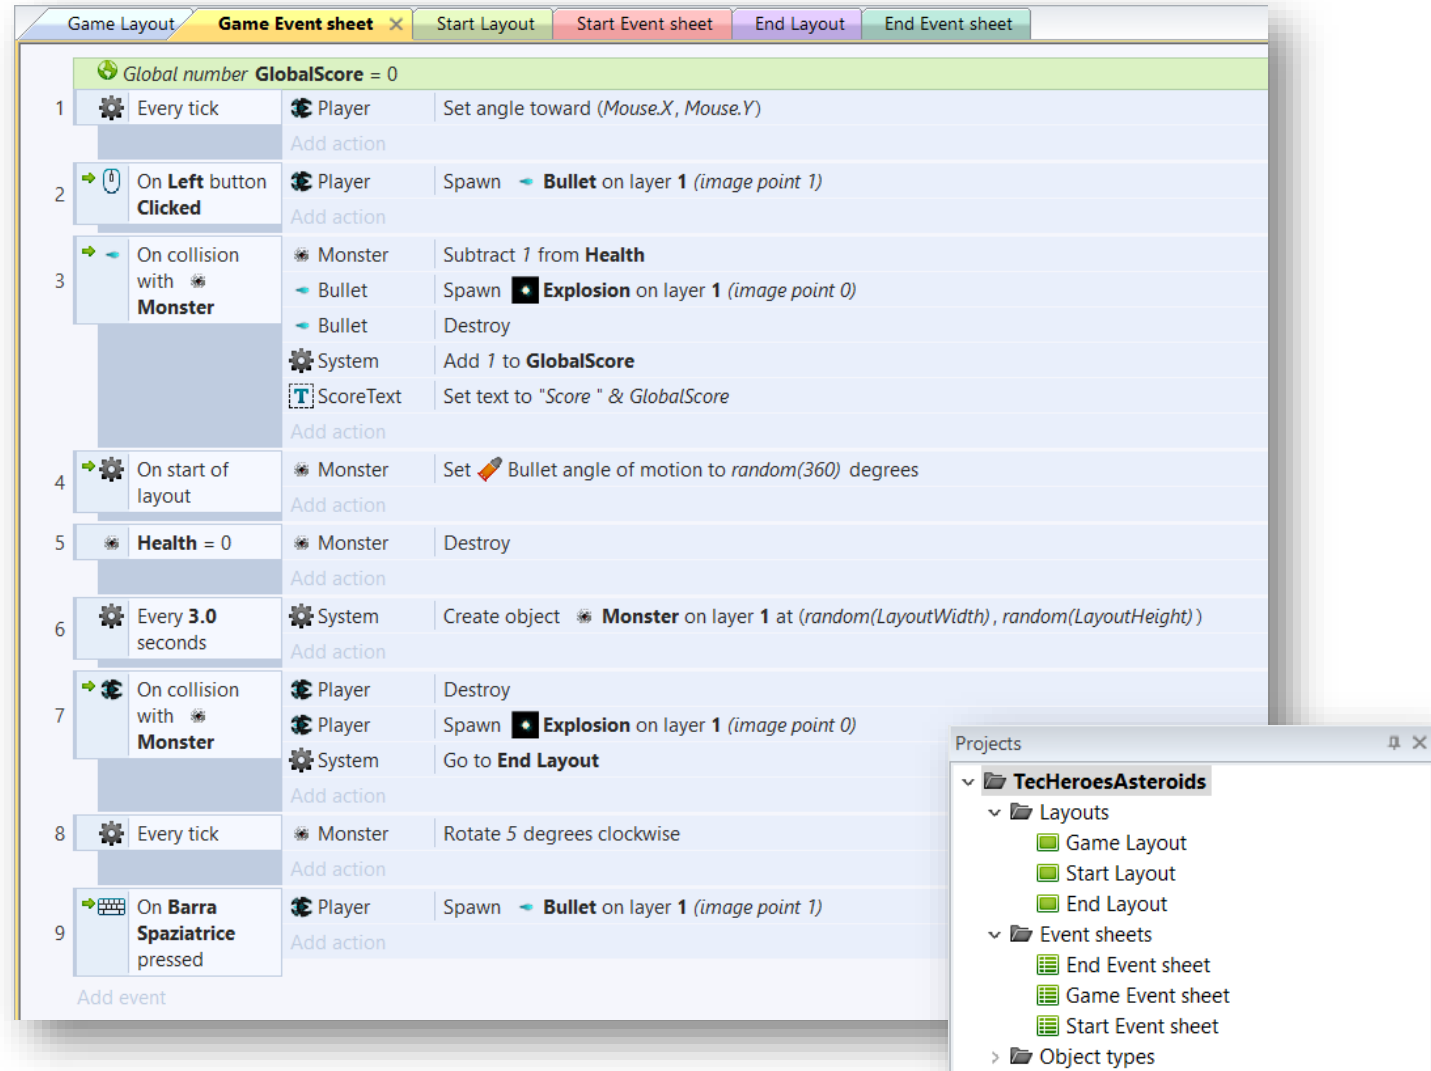 Game Layout Game Event sheet Start Layout Start Event sheet End Layout End Event sheet
Global number GlobalScore = 0
1 Every tick Player Set angle toward (Mouse.X, Mouse.Y)
Add action
2 On Left button Clicked Player Spawn Bullet on layer 1 (image point 1)
Add action
3 On collision with Monster Monster Subtract 1 from Health
Bullet Spawn Explosion on layer 1 (image point 0)
Bullet Destroy
System Add 1 to GlobalScore
T ScoreText Set text to "Score " & GlobalScore
Add action
4 On start of layout Monster Set Bullet angle of motion to random(360) degrees
Add action
5 Health = 0 Monster Destroy
Add action
6 Every 3.0 seconds System Create object Monster on layer 1 at (random(LayoutWidth), random(LayoutHeight))
Add action
7 On collision with Monster Player Destroy
Player Spawn Explosion on layer 1 (image point 0)
System Go to End Layout
Add action
8 Every tick Monster Rotate 5 degrees clockwise
Add action
9 On Barra Spaziatrice pressed Player Spawn Bullet on layer 1 (image point 1)
Add action
Add event
Projects
TecHeroesAsteroids
Layouts
Game Layout
Start Layout
End Layout
Event sheets
End Event sheet
Game Event sheet
Start Event sheet
Object types